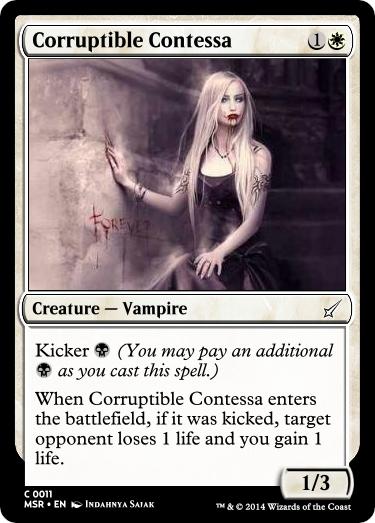 Corruptible Contessa 1
FOREVER
Creature — Vampire
Kicker (You may pay an additional
as you cast this spell.)
When Corruptible Contessa enters
the battlefield, if it was kicked, target
opponent loses 1 life and you gain 1
life.
1/3
C 0011
MSR • EN Indahnya Sajak
™ & © 2014 Wizards of the Coast